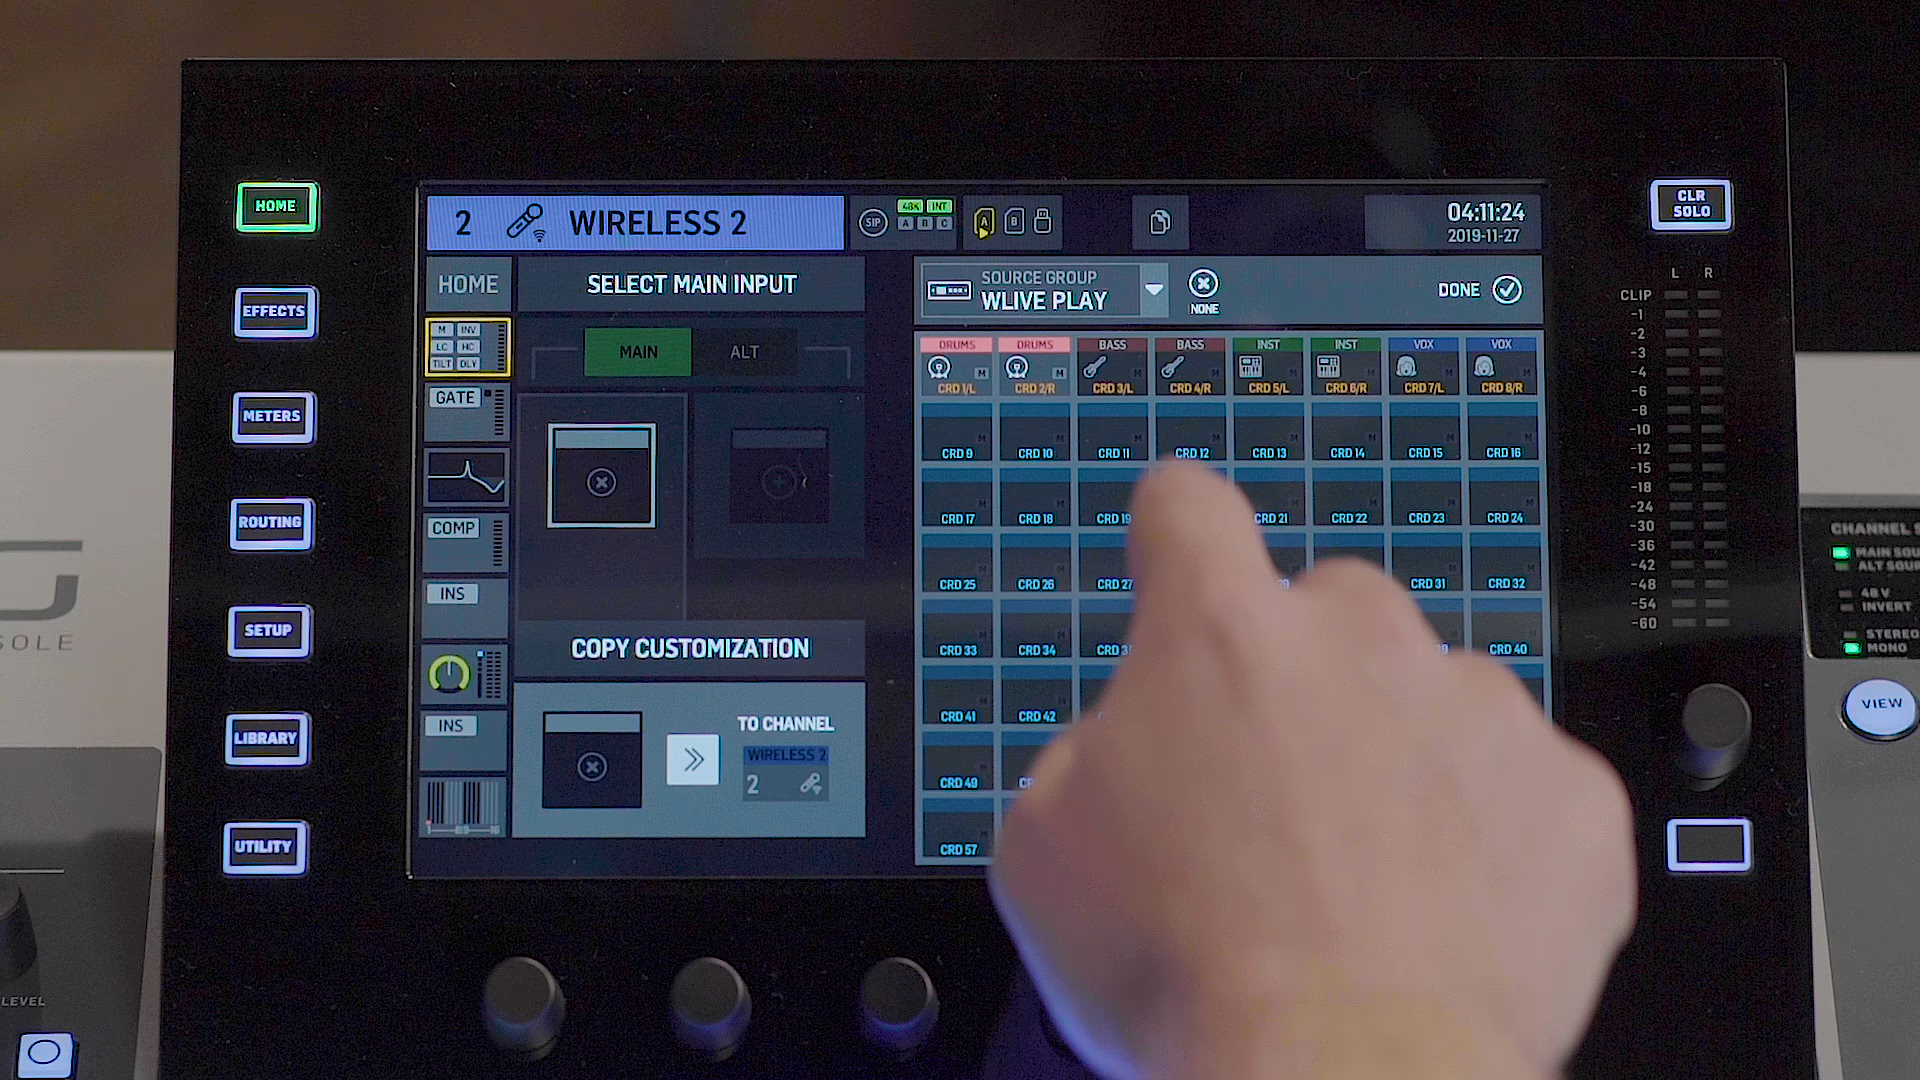 HOME
EFFECTS
METERS
ROUTING
SETUP
LIBRARY
UTILITY
2 WIRELESS 2
SIP
48K INT
A B C
A B
04:11:24
2019-11-27
HOME
M INV
LC HC
TILT DLY
GATE
COMP
INS
INS
SELECT MAIN INPUT
MAIN ALT
COPY CUSTOMIZATION
TO CHANNEL
WIRELESS 2
2
SOURCE GROUP
WLIVE PLAY
NONE
DONE
DRUMS DRUMS BASS BASS INST INST VOX VOX
CRD 1/L CRD 2/R CRD 3/L CRD 4/R CRD 5/L CRD 6/R CRD 7/L CRD 8/R
CRD 9 CRD 10 CRD 11 CRD 12 CRD 13 CRD 14 CRD 15 CRD 16
CRD 17 CRD 18 CRD 19 CRD 21 CRD 22 CRD 23 CRD 24
CRD 25 CRD 26 CRD 27 CRD 31 CRD 32
CRD 33 CRD 34 CRD 40
CRD 41 CRD 42
CRD 49
CRD 57
CLR
SOLO
L R
CLIP
-1
-2
-3
-4
-6
-8
-10
-12
-15
-18
-24
-30
-36
-42
-48
-54
-60
CHANNEL
MAIN
ALT
48 V
INVERT
STEREO
MONO
VIEW
LEVEL